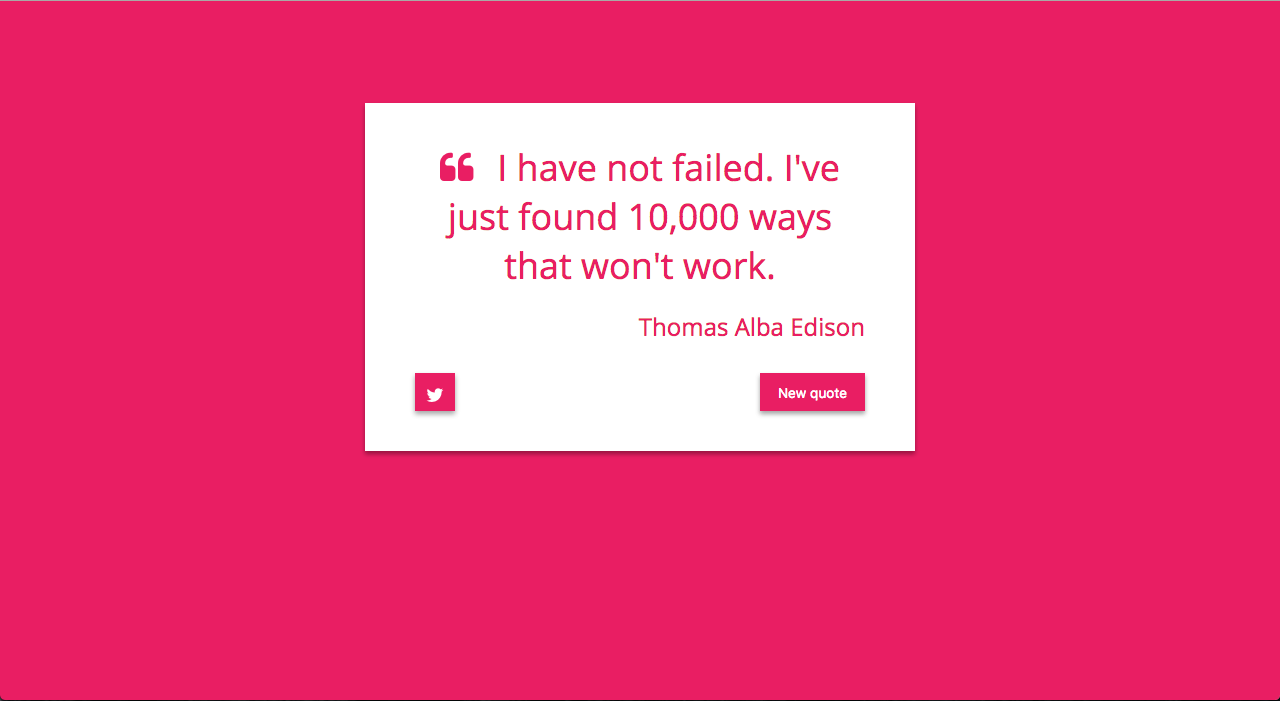 “ I have not failed. I've
just found 10,000 ways
that won't work.
Thomas Alba Edison
New quote